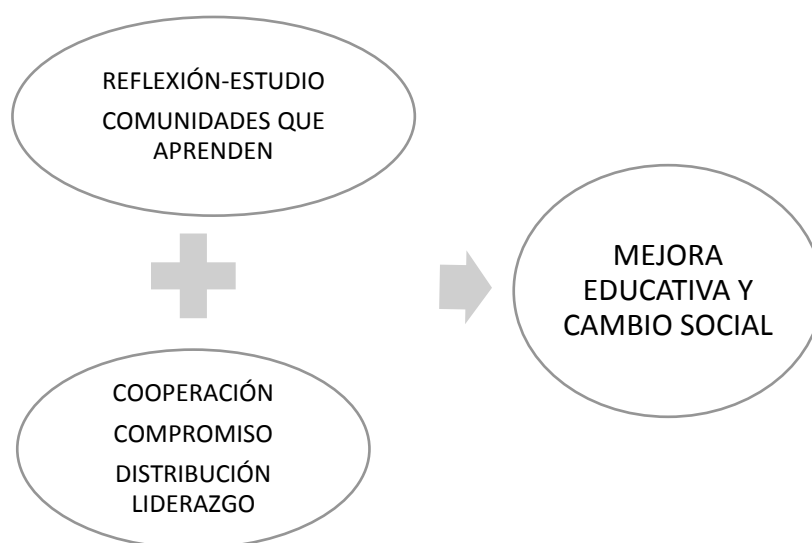 REFLEXIÓN-ESTUDIO
COMUNIDADES QUE
APRENDEN
MEJORA
EDUCATIVA Y
CAMBIO SOCIAL
COOPERACIÓN
COMPROMISO
DISTRIBUCIÓN
LIDERAZGO